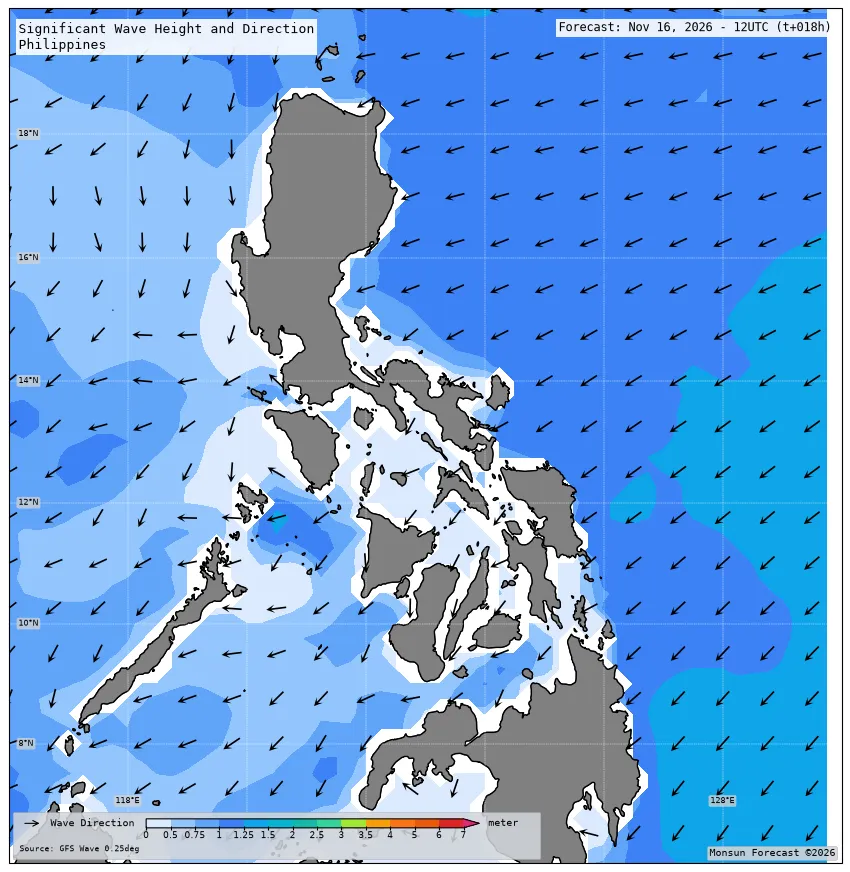 Significant Wave Height and Direction
Philippines
Forecast: Nov 16, 2026 - 12UTC (t+018h)
18°N
16°N
14°N
12°N
10°N
8°N
118°E
128°E
Wave Direction
0 0.5 0.75 1 1.25 1.5 2 2.5 3 3.5 4 5 6 7
meter
Source: GFS Wave 0.25deg
Monsun Forecast ©2026